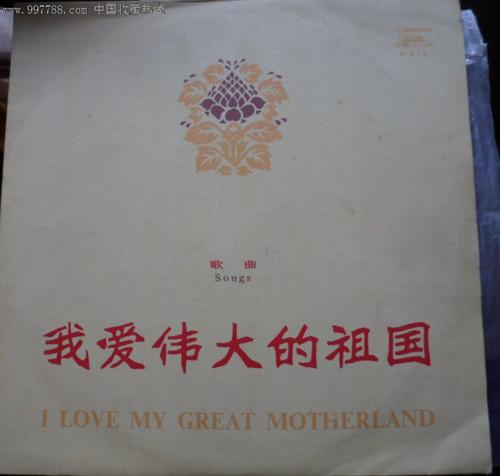 www.997788.com 中国收藏热线
歌曲
Songs
我爱伟大的祖国
I LOVE MY GREAT MOTHERLAND